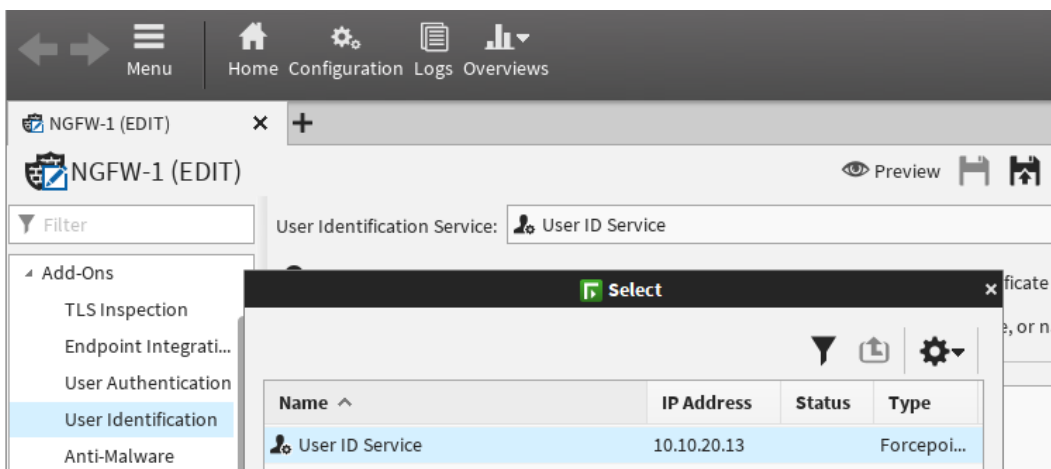 Menu
Home Configuration Logs Overviews
NGFW-1 (EDIT)
NGFW-1 (EDIT)
Preview
Filter
User Identification Service: User ID Service
Add-Ons
TLS Inspection
Endpoint Integrati...
User Authentication
User Identification
Anti-Malware
Select
ficate
, or n
Name IP Address Status Type
User ID Service 10.10.20.13 Forcepoi...